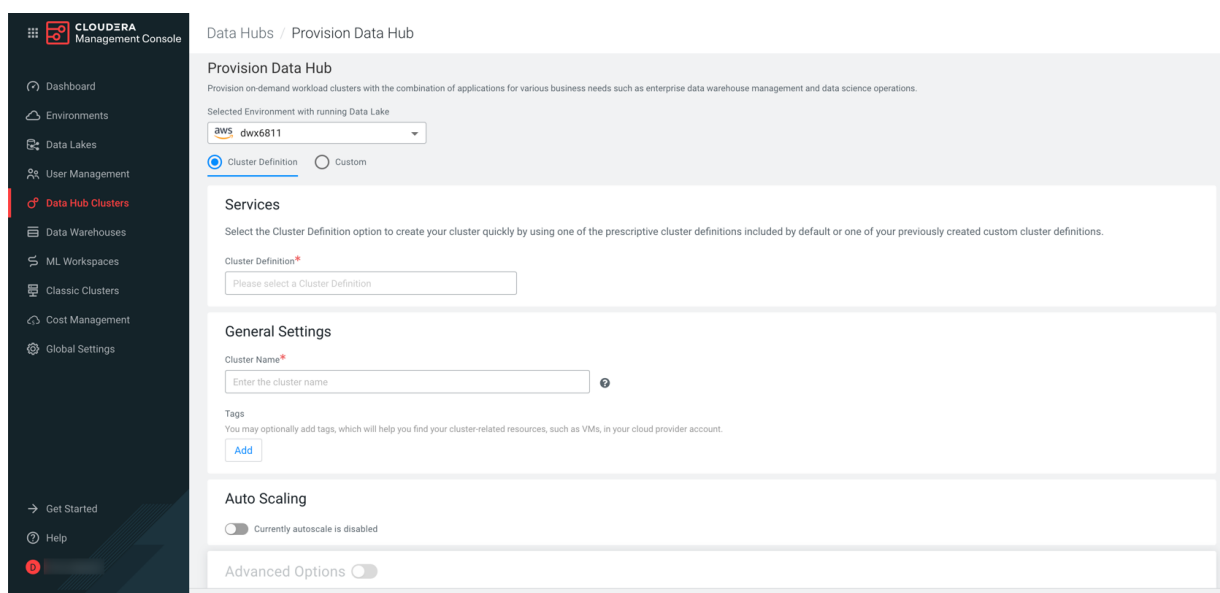 CLOUDERA
Management Console
Dashboard
Environments
Data Lakes
User Management
Data Hub Clusters
Data Warehouses
ML Workspaces
Classic Clusters
Cost Management
Global Settings
Get Started
Help
D
Data Hubs / Provision Data Hub
Provision Data Hub
Provision on-demand workload clusters with the combination of applications for various business needs such as enterprise data warehouse management and data science operations.
Selected Environment with running Data Lake
aws dwx6811
Cluster Definition Custom
Services
Select the Cluster Definition option to create your cluster quickly by using one of the prescriptive cluster definitions included by default or one of your previously created custom cluster definitions.
Cluster Definition*
Please select a Cluster Definition
General Settings
Cluster Name*
Enter the cluster name
Tags
You may optionally add tags, which will help you find your cluster-related resources, such as VMs, in your cloud provider account.
Add
Auto Scaling
Currently autoscale is disabled
Advanced Options